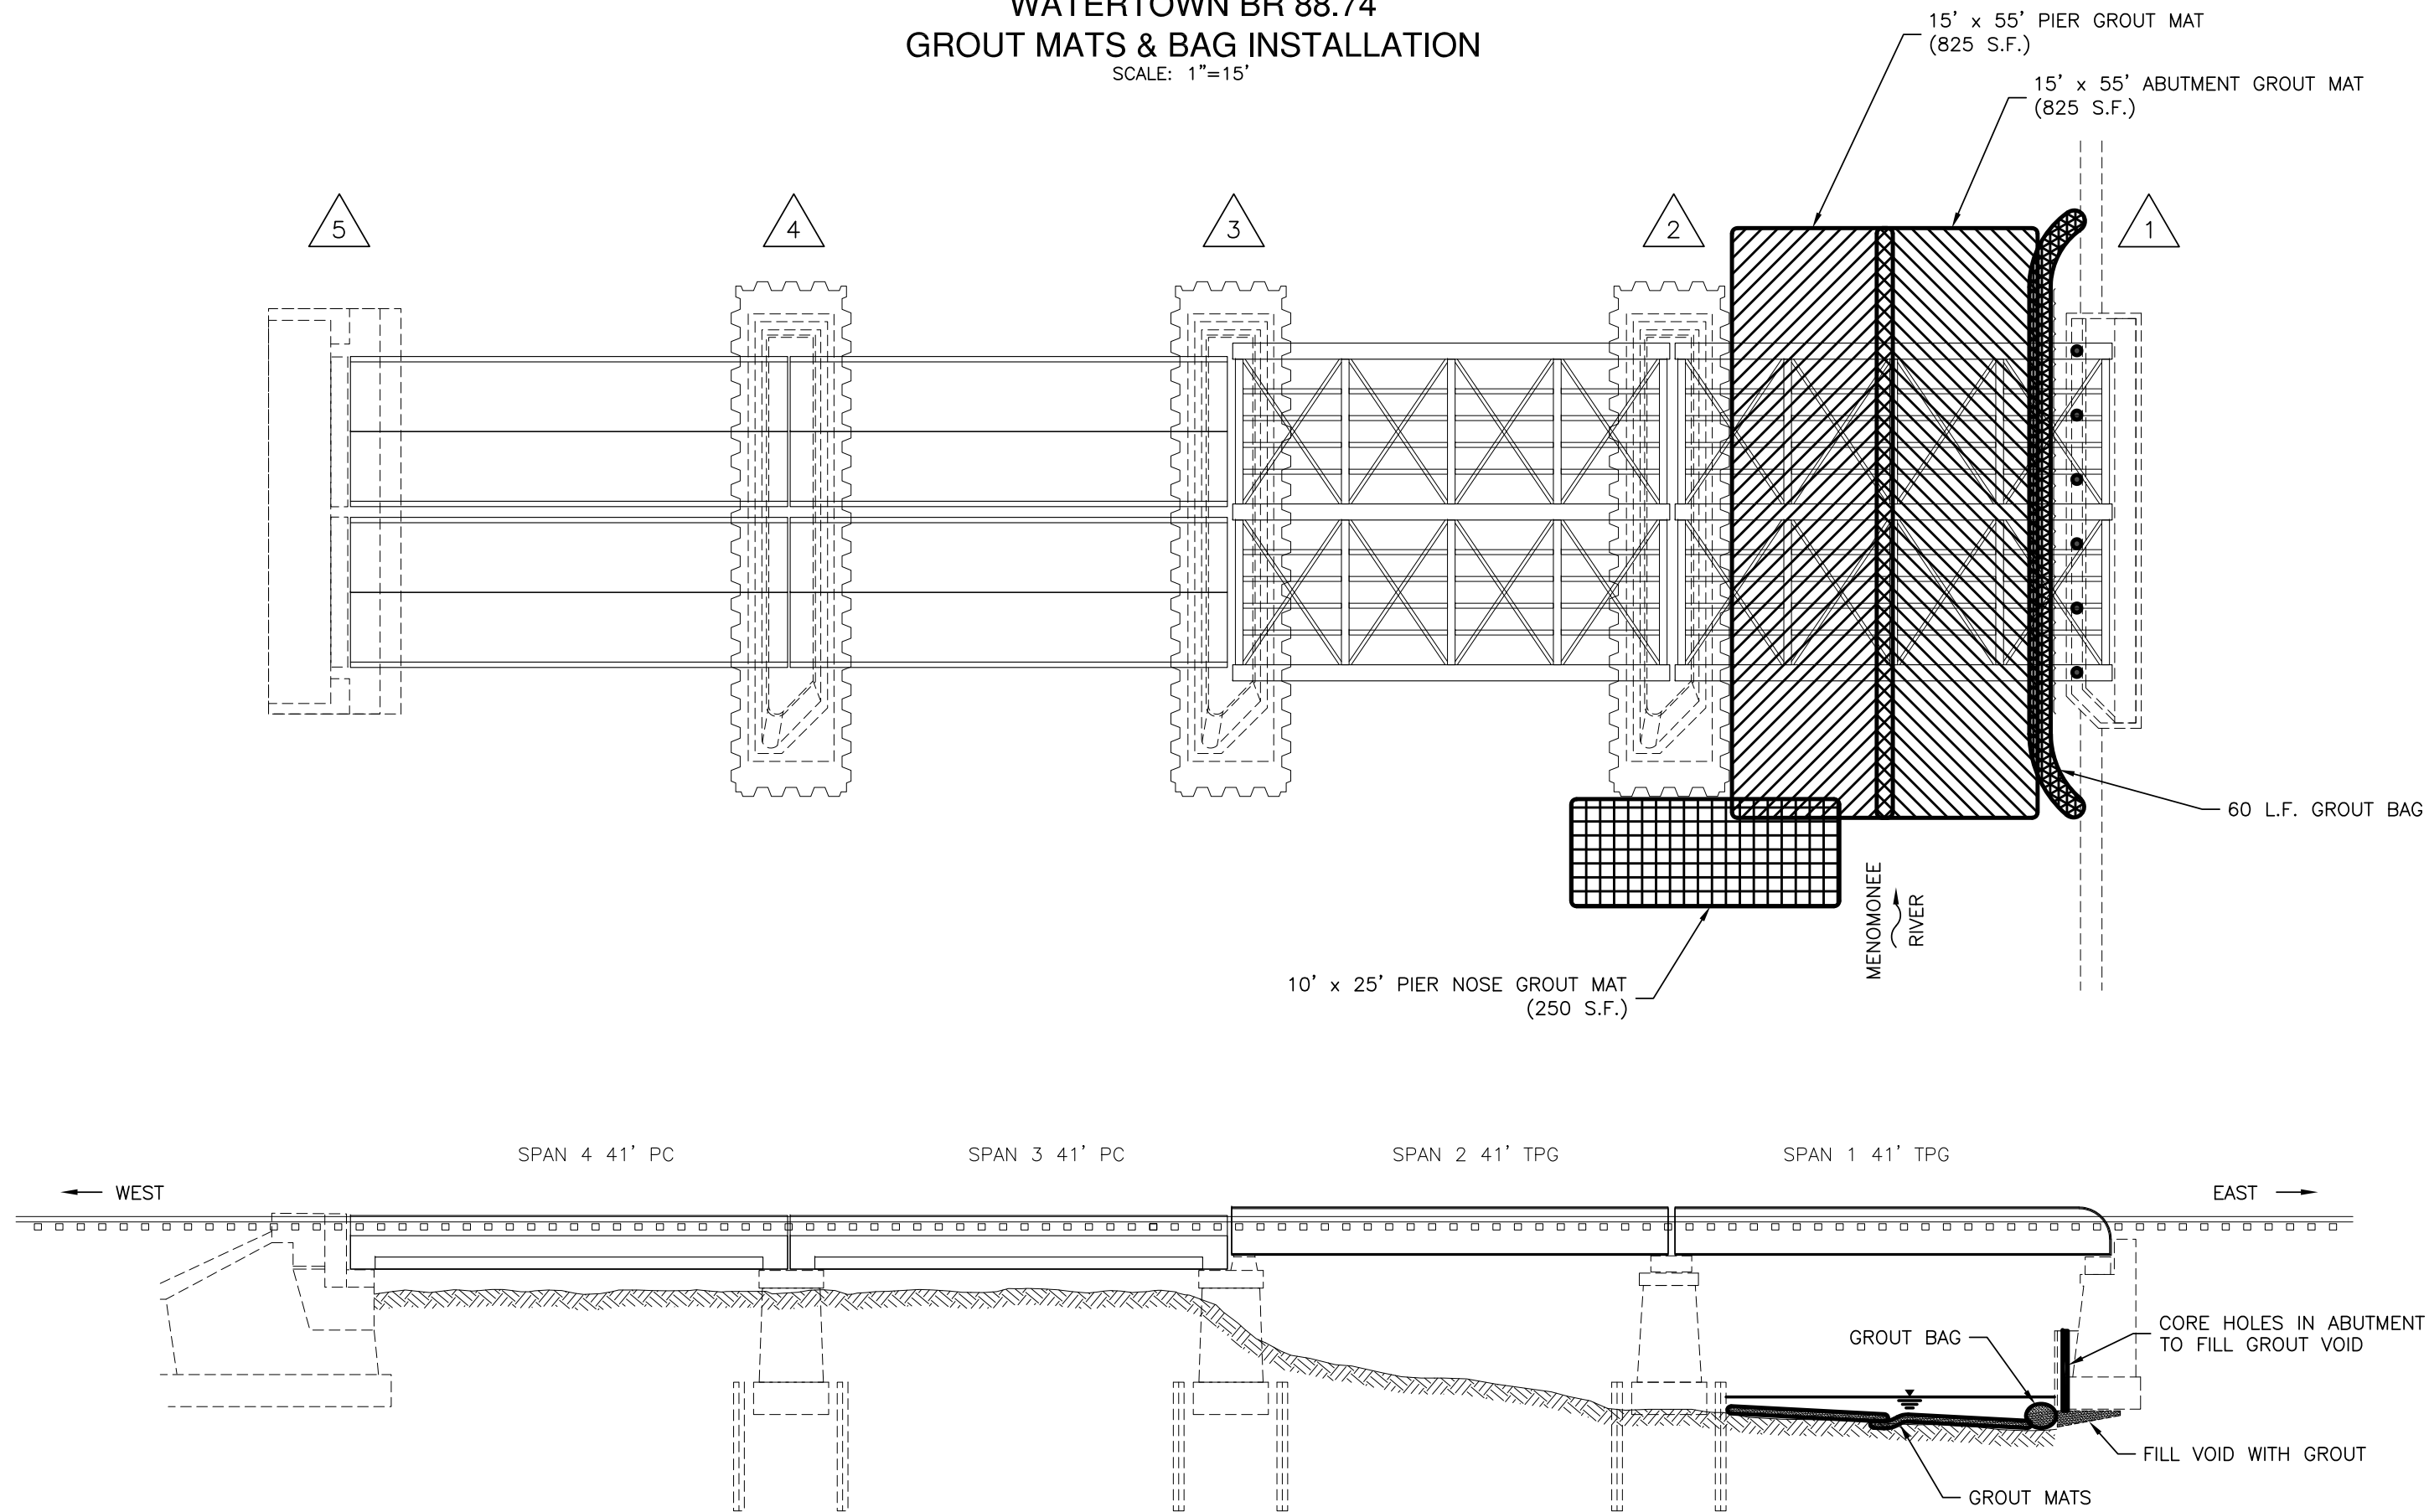 WATERTOWN BR 88.74
GROUT MATS & BAG INSTALLATION
SCALE: 1"=15'
15' x 55' PIER GROUT MAT
(825 S.F.)
15' x 55' ABUTMENT GROUT MAT
(825 S.F.)
5
4
3
2
1
60 L.F. GROUT BAG
MENOMONEE
RIVER
10' x 25' PIER NOSE GROUT MAT
(250 S.F.)
SPAN 4 41' PC
SPAN 3 41' PC
SPAN 2 41' TPG
SPAN 1 41' TPG
WEST
EAST
CORE HOLES IN ABUTMENT
TO FILL GROUT VOID
GROUT BAG
FILL VOID WITH GROUT
GROUT MATS